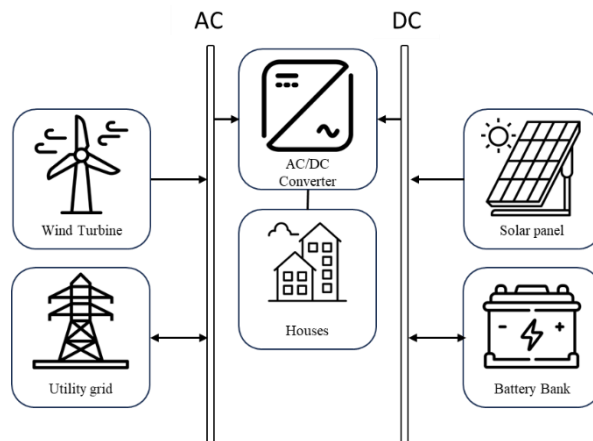 AC
DC
AC/DC
Converter
Wind Turbine
Solar panel
Houses
Utility grid
Battery Bank